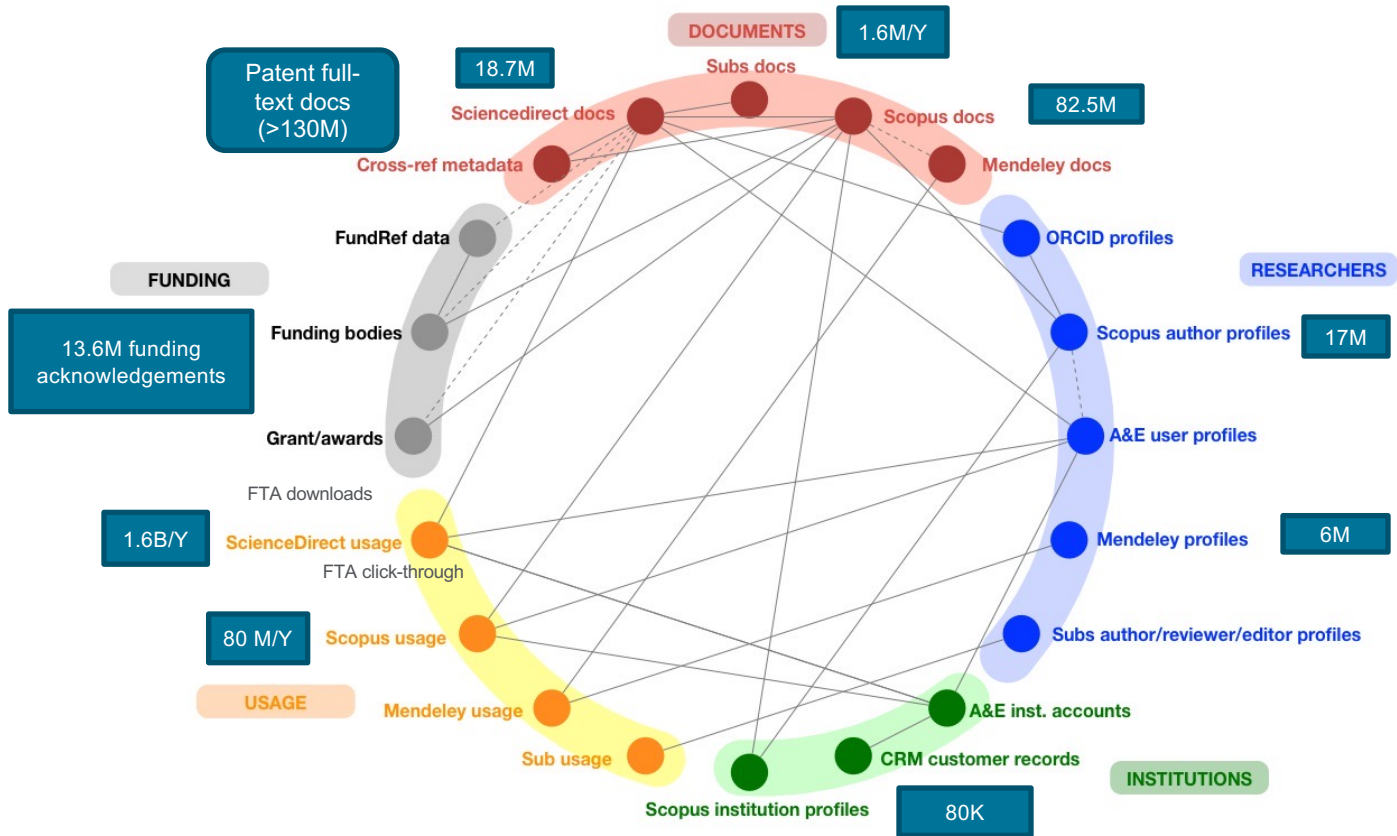 DOCUMENTS
1.6M/Y
Patent full-
text docs
(>130M)
18.7M
Subs docs
Sciencedirect docs
Scopus docs
82.5M
Cross-ref metadata
Mendeley docs
FundRef data
ORCID profiles
FUNDING
RESEARCHERS
Funding bodies
Scopus author profiles
17M
13.6M funding
acknowledgements
Grant/awards
A&E user profiles
FTA downloads
1.6B/Y
ScienceDirect usage
FTA click-through
Mendeley profiles
6M
80 M/Y
Scopus usage
Subs author/reviewer/editor profiles
USAGE
Mendeley usage
A&E inst. accounts
Sub usage
CRM customer records
INSTITUTIONS
Scopus institution profiles
80K